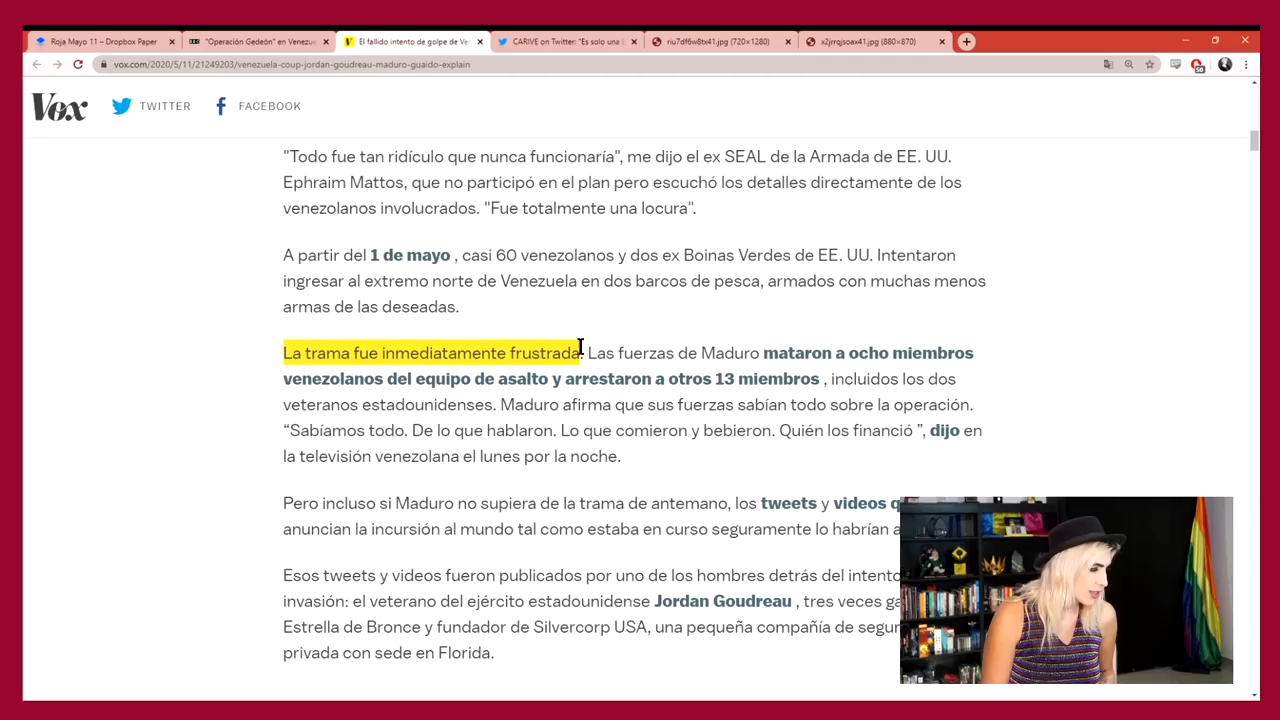 Roja Mayo 11 – Dropbox Paper
"Operación Gedeón" en Venezue
El fallido intento de golpe de Ve
CARIVE on Twitter: "Es solo una
riu7df6w8tx41.jpg (720×1280)
x2jrrqjsoax41.jpg (880×870)
vox.com/2020/5/11/21249203/venezuela-coup-jordan-goudreau-maduro-guaido-explain
Vox
TWITTER
FACEBOOK
"Todo fue tan ridículo que nunca funcionaría", me dijo el ex SEAL de la Armada de EE. UU.
Ephraim Mattos, que no participó en el plan pero escuchó los detalles directamente de los
venezolanos involucrados. "Fue totalmente una locura".
A partir del 1 de mayo , casi 60 venezolanos y dos ex Boinas Verdes de EE. UU. Intentaron
ingresar al extremo norte de Venezuela en dos barcos de pesca, armados con muchas menos
armas de las deseadas.
La trama fue inmediatamente frustrada. Las fuerzas de Maduro mataron a ocho miembros
venezolanos del equipo de asalto y arrestaron a otros 13 miembros , incluidos los dos
veteranos estadounidenses. Maduro afirma que sus fuerzas sabían todo sobre la operación.
“Sabíamos todo. De lo que hablaron. Lo que comieron y bebieron. Quién los financió ”, dijo en
la televisión venezolana el lunes por la noche.
Pero incluso si Maduro no supiera de la trama de antemano, los tweets y videos q
anuncian la incursión al mundo tal como estaba en curso seguramente lo habrían a
Esos tweets y videos fueron publicados por uno de los hombres detrás del intento
invasión: el veterano del ejército estadounidense Jordan Goudreau , tres veces ga
Estrella de Bronce y fundador de Silvercorp USA, una pequeña compañía de segur
privada con sede en Florida.